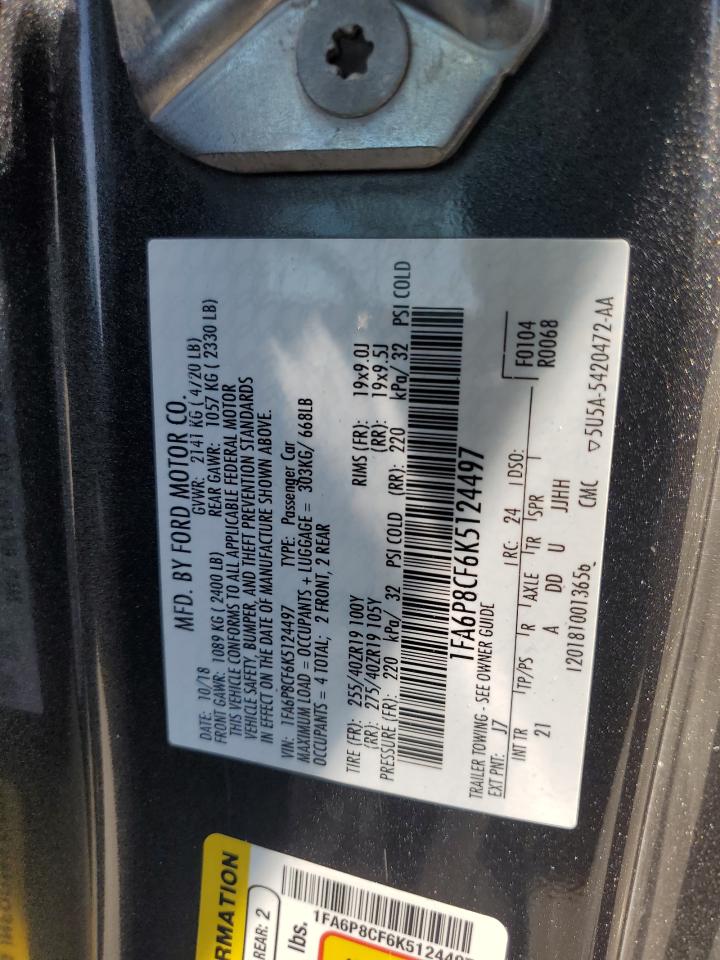 MFD. BY FORD MOTOR CO.
DATE: 10/18 GVWR: 2141 KG ( 4720 LB)
FRONT GAWR: 1089 KG ( 2400 LB) REAR GAWR: 1057 KG ( 2330 LB)
THIS VEHICLE CONFORMS TO ALL APPLICABLE FEDERAL MOTOR
VEHICLE SAFETY, BUMPER, AND THEFT PREVENTION STANDARDS
IN EFFECT ON THE DATE OF MANUFACTURE SHOWN ABOVE.
VIN: 1FA6P8CF6K5124497 TYPE: Passenger Car
MAXIMUM LOAD = OCCUPANTS + LUGGAGE = 303KG/ 668LB
OCCUPANTS = 4 TOTAL; 2 FRONT, 2 REAR
TIRE (FR): 255/40ZR19 100Y RIMS (FR): 19x9.0J
(RR): 275/40ZR19 105Y (RR): 19x9.5J
PRESSURE (FR): 220 kPa/ 32 PSI COLD (RR): 220 kPa/ 32 PSI COLD
1FA6P8CF6K5124497
TRAILER TOWING - SEE OWNER GUIDE
EXT PNT: J7 RC: 24 DSO: F0104
R0068
INT TR TP/PS R AXLE TR SPR
21 A DD U JJHH
1201810013656 CMC ▽5U5A-5420472-AA
RMATION
REAR: 2
lbs.
1FA6P8CF6K5124497